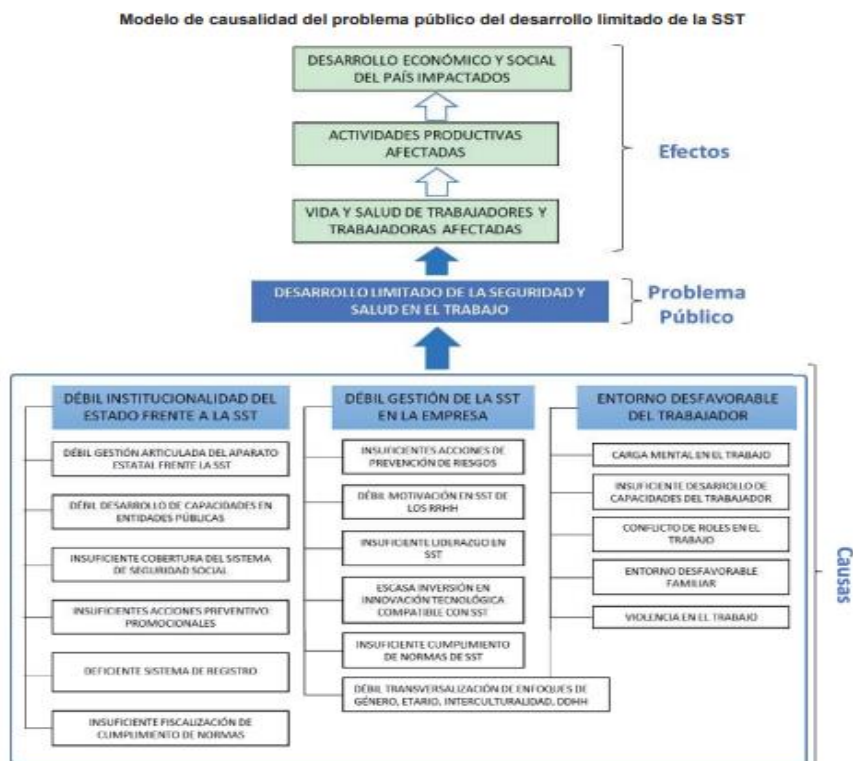 Modelo de causalidad del problema público del desarrollo limitado de la SST
DESARROLLO ECONÓMICO Y SOCIAL
DEL PAÍS IMPACTADOS
ACTIVIDADES PRODUCTIVAS
AFECTADAS
VIDA Y SALUD DE TRABAJADORES Y
TRABAJADORAS AFECTADAS
Efectos
DESARROLLO LIMITADO DE LA SEGURIDAD Y
SALUD EN EL TRABAJO
Problema
Público
DÉBIL INSTITUCIONALIDAD DEL
ESTADO FRENTE A LA SST
DÉBIL GESTIÓN ARTICULADA DEL APARATO
ESTATAL FRENTE LA SST
DÉBIL DESARROLLO DE CAPACIDADES EN
ENTIDADES PÚBLICAS
INSUFICIENTE COBERTURA DEL SISTEMA
DE SEGURIDAD SOCIAL
INSUFICIENTES ACCIONES PREVENTIVO
PROMOCIONALES
DEFICIENTE SISTEMA DE REGISTRO
INSUFICIENTE FISCALIZACIÓN DE
CUMPLIMIENTO DE NORMAS
DÉBIL GESTIÓN DE LA SST
EN LA EMPRESA
INSUFICIENTES ACCIONES DE
PREVENCIÓN DE RIESGOS
DÉBIL MOTIVACIÓN EN SST DE
LOS RRHH
INSUFICIENTE LIDERAZGO EN
SST
ESCASA INVERSIÓN EN
INNOVACIÓN TECNOLÓGICA
COMPATIBLE CON SST
INSUFICIENTE CUMPLIMIENTO
DE NORMAS DE SST
DÉBIL TRANSVERSALIZACIÓN DE ENFOQUES DE
GÉNERO, ETARIO, INTERCULTURALIDAD, DDHH
ENTORNO DESFAVORABLE
DEL TRABAJADOR
CARGA MENTAL EN EL TRABAJO
INSUFICIENTE DESARROLLO DE
CAPACIDADES DEL TRABAJADOR
CONFLICTO DE ROLES EN EL
TRABAJO
ENTORNO DESFAVORABLE
FAMILIAR
VIOLENCIA EN EL TRABAJO
Causas